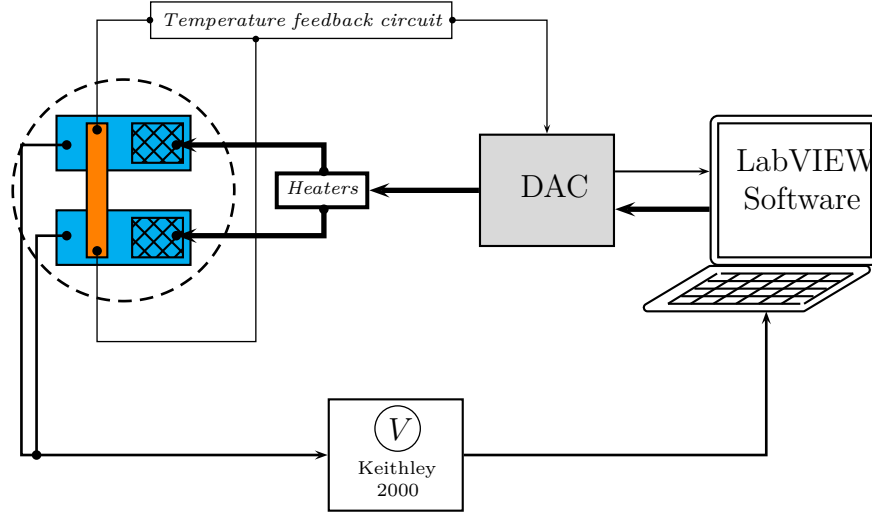 Temperature feedback circuit
LabVIEW
Software
DAC
Heaters
V
Keithley
2000